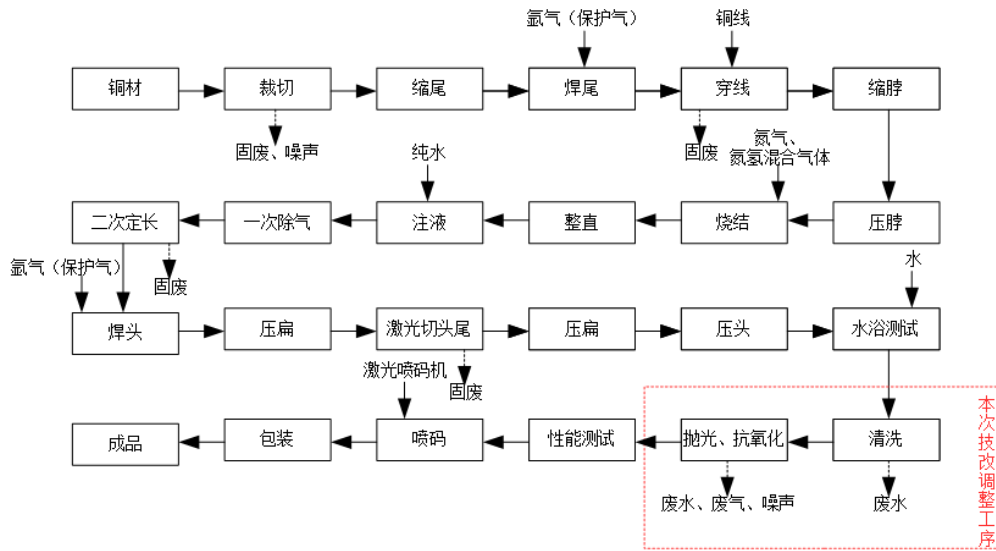 氩气（保护气）
铜线
铜材
裁切
缩尾
焊尾
穿线
缩脖
固废、噪声
纯水
固废
氮气、
氮氢混合气体
二次定长
一次除气
注液
整直
烧结
压脖
氩气（保护气）
固废
水
焊头
压扁
激光切头尾
压扁
压头
水浴测试
激光喷码机
固废
成品
包装
喷码
性能测试
抛光、抗氧化
清洗
废水、废气、噪声
废水
本次技改调整工序